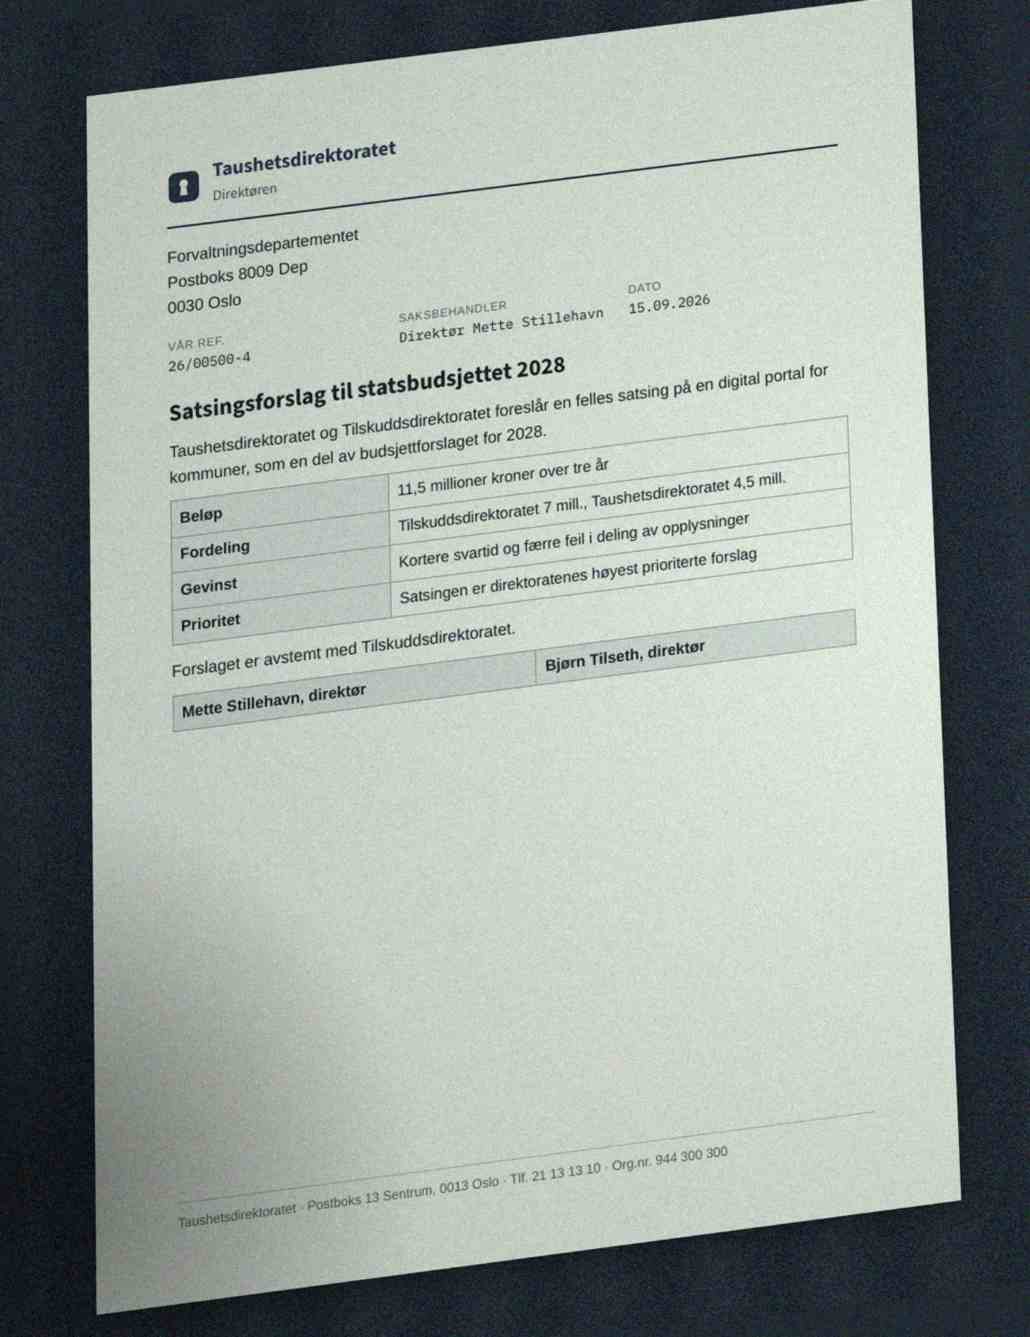 Taushetsdirektoratet
Direktøren
Forvaltningsdepartementet
Postboks 8009 Dep
0030 Oslo
VÅR REF.
26/00500-4
SAKSBEHANDLER
Direktør Mette Stillehavn
DATO
15.09.2026
Satsingsforslag til statsbudsjettet 2028
Taushetsdirektoratet og Tilskuddsdirektoratet foreslår en felles satsing på en digital portal for
kommuner, som en del av budsjettforslaget for 2028.
Beløp 11,5 millioner kroner over tre år
Fordeling Tilskuddsdirektoratet 7 mill., Taushetsdirektoratet 4,5 mill.
Gevinst Kortere svartid og færre feil i deling av opplysninger
Prioritet Satsingen er direktoratenes høyest prioriterte forslag
Forslaget er avstemt med Tilskuddsdirektoratet.
Mette Stillehavn, direktør Bjørn Tilseth, direktør
Taushetsdirektoratet · Postboks 13 Sentrum, 0013 Oslo · Tlf. 21 13 13 10 · Org.nr. 944 300 300